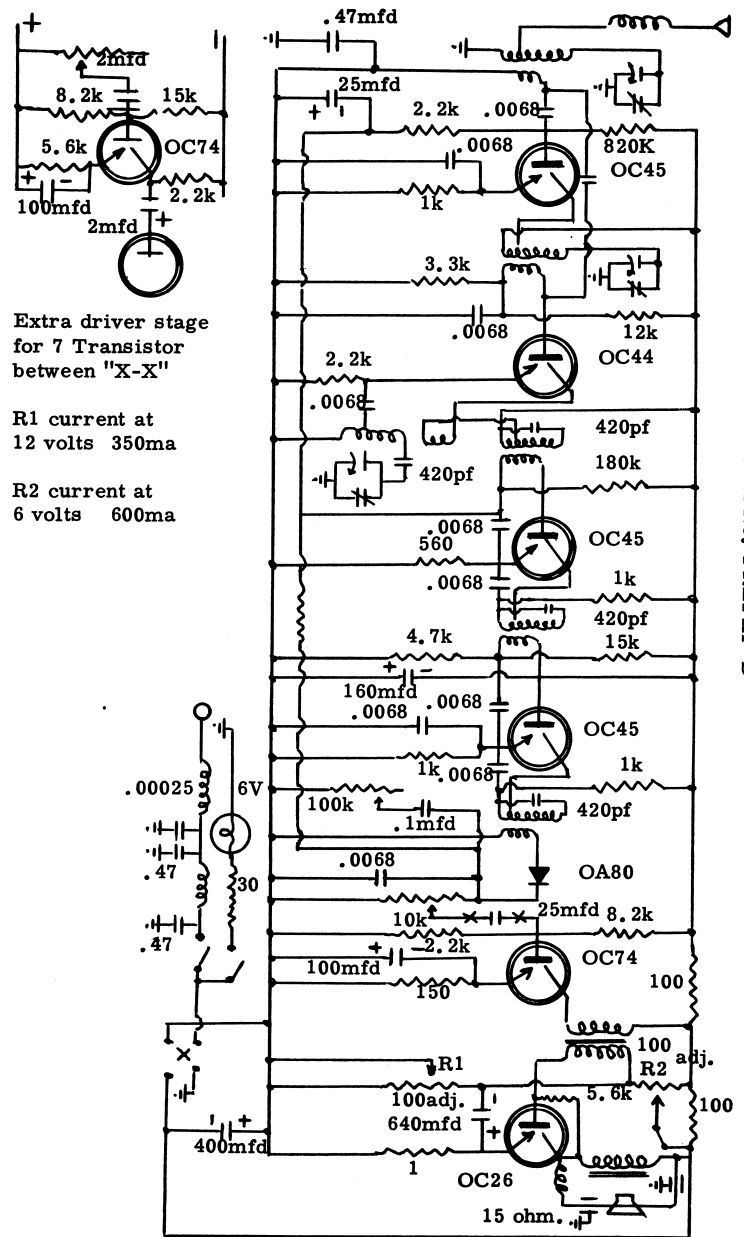 +
2mfd
8.2k
15k
OC74
5.6k
+ -
100mfd
2.2k
2mfd
+
Extra driver stage
for 7 Transistor
between "X-X"
R1 current at
12 volts 350ma
R2 current at
6 volts 600ma
.47mfd
25mfd
+
2.2k
.0068
820K
.0068
OC45
1k
3.3k
.0068
12k
OC44
2.2k
.0068
420pf
420pf
180k
.0068
560
OC45
.0068
1k
420pf
4.7k
15k
+ -
160mfd
.0068
.0068
OC45
1k
.0068
1k
100k
420pf
.1mfd
.00025
6V
.47
30
.47
.0068
OA80
10k
X X
25mfd
8.2k
2.2k
+ -
100mfd
OC74
150
100
X
100
adj.
R1
R2
100adj.
5.6k
640mfd
+
100
+
400mfd
1
OC26
15 ohm.